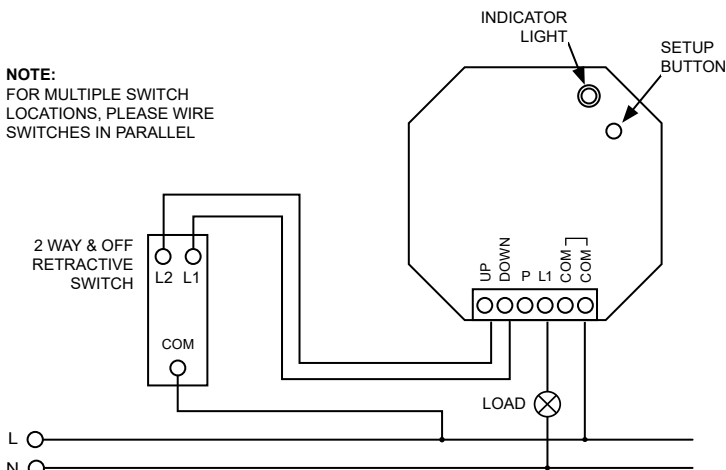 INDICATOR
LIGHT
SETUP
BUTTON
NOTE:
FOR MULTIPLE SWITCH
LOCATIONS, PLEASE WIRE
SWITCHES IN PARALLEL
2 WAY & OFF
RETRACTIVE
SWITCH
L2 L1
COM
UP DOWN P L1 COM COM
LOAD
L
N